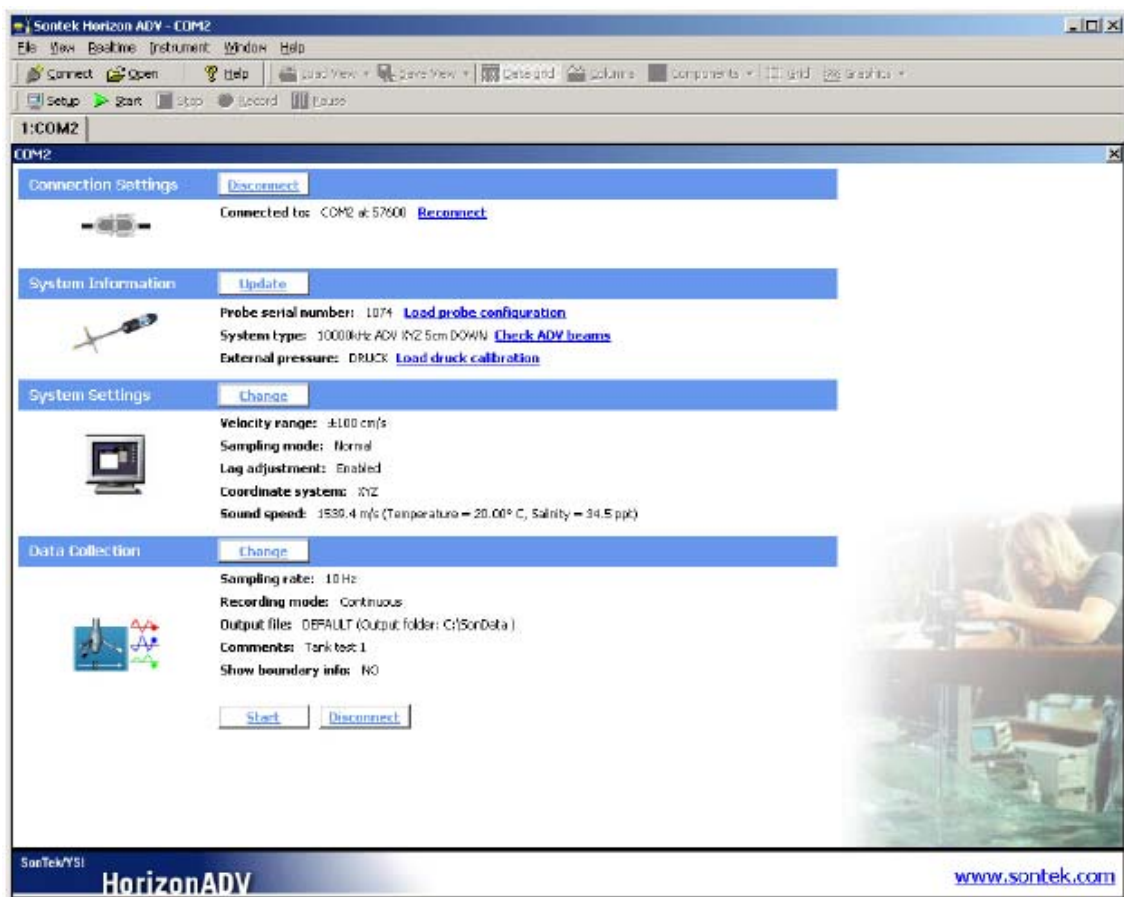 Sontek Horizon ADV - COM2
File View Realtime Instrument Window Help
Connect Open Help Load View Save View Data grid Columns Components Grid Graphics
Setup Start Stop Record Pause
1:COM2
COM2
Connection Settings Disconnect
Connected to: COM2 at 57600 Reconnect
System Information Update
Probe serial number: 1074 Load probe configuration
System type: 10000kHz ADV XYZ 5cm DOWN Check ADV beams
External pressure: DRUCK Load druck calibration
System Settings Change
Velocity range: ±100 cm/s
Sampling mode: Normal
Lag adjustment: Enabled
Coordinate system: XYZ
Sound speed: 1539.4 m/s (Temperature = 20.00° C, Salinity = 34.5 ppt)
Data Collection Change
Sampling rate: 10 Hz
Recording mode: Continuous
Output file: DEFAULT (Output folder: C:\SonData )
Comments: Tank test 1
Show boundary info: NO
Start Disconnect
SonTek/YSI
HorizonADV
www.sontek.com